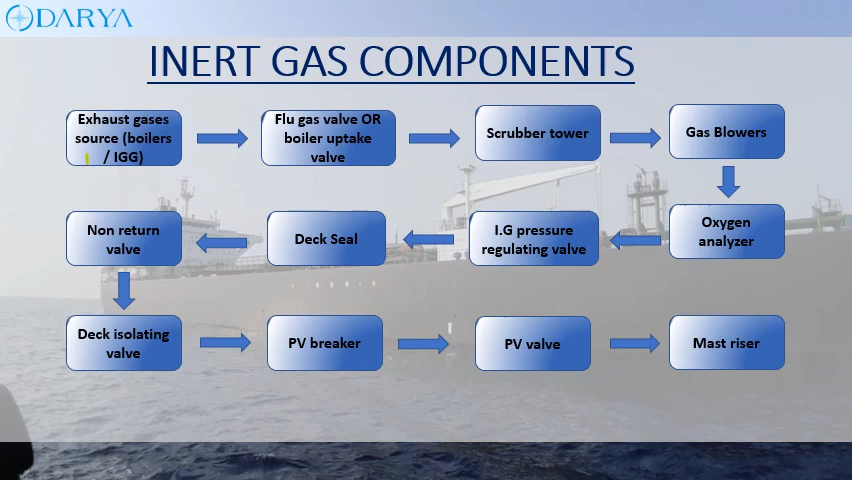 DARYA
INERT GAS COMPONENTS
Exhaust gases
source (boilers
/ IGG)
Flu gas valve OR
boiler uptake
valve
Scrubber tower
Gas Blowers
Oxygen
analyzer
I.G pressure
regulating valve
Deck Seal
Non return
valve
Deck isolating
valve
PV breaker
PV valve
Mast riser